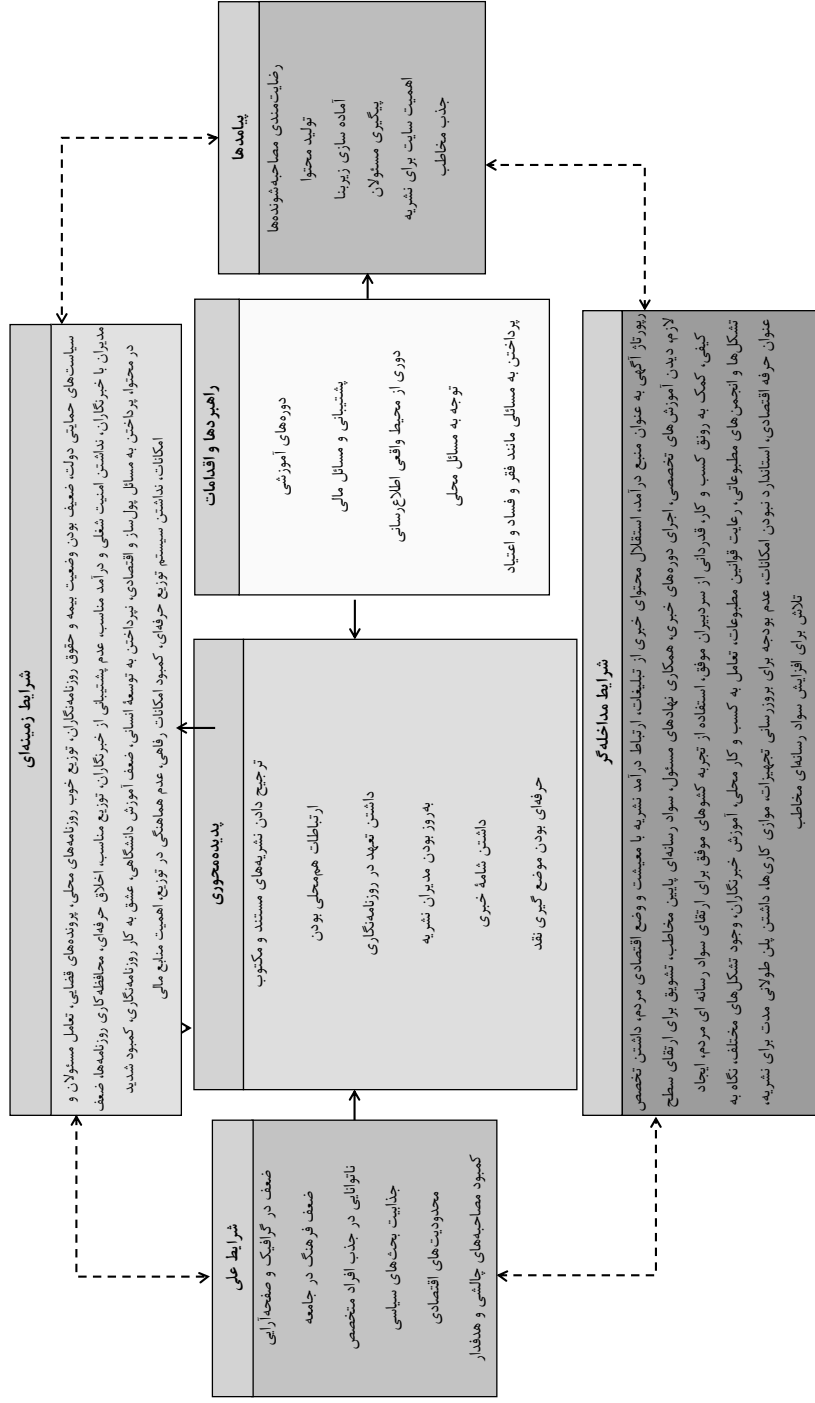 شرایط زمینه‌ای
سیاست‌های حمایتی دولت، ضعیف بودن وضعیت بیمه و حقوق روزنامه‌نگاران، توزیع خوب روزنامه‌های محلی، پرونده‌های قضایی، تعامل مسئولان و
مدیران با خبرنگاران، نداشتن امنیت شغلی و درآمد مناسب، عدم پشتیبانی از خبرنگاران، توزیع مناسب، اخلاق حرفه‌ای، محافظه‌کاری روزنامه‌ها، ضعف
در محتوا، پرداختن به مسائل پول‌ساز و اقتصادی، نپرداختن به توسعۀ انسانی، ضعف آموزش دانشگاهی، عشق به کار روزنامه‌نگاری، کمبود شدید
امکانات، نداشتن سیستم توزیع حرفه‌ای، کمبود امکانات رفاهی، عدم هماهنگی در توزیع، اهمیت منابع مالی
شرایط علی
ضعف در گرافیک و صفحه‌آرایی
ضعف فرهنگ در جامعه
ناتوانایی در جذب افراد متخصص
جذابیت بحث‌های سیاسی
محدودیت‌های اقتصادی
کمبود مصاحبه‌های چالشی و هدفدار
پدیده‌محوری
ترجیح دادن نشریه‌های مستند و مکتوب
ارتباطات هم‌محلی بودن
داشتن تعهد در روزنامه‌نگاری
به‌روز بودن مدیران نشریه
داشتن شامۀ خبری
حرفه‌ای بودن موضع گیری نقد
راهبردها و اقدامات
دوره‌های آموزشی
پشتیبانی و مسائل مالی
دوری از محیط واقعی اطلاع‌رسانی
توجه به مسائل محلی
پرداختن به مسائلی مانند فقر و فساد و اعتیاد
پیامدها
رضایت‌مندی مصاحبه‌شونده‌ها
تولید محتوا
آماده سازی زیربنا
پیگیری مسئولان
اهمیت سایت برای نشریه
جذب مخاطب
شرایط مداخله‌گر
رپورتاژ آگهی به عنوان منبع درآمد، استقلال محتوای خبری از تبلیغات، ارتباط درآمد نشریه با معیشت و وضع اقتصادی مردم، داشتن تخصص
لازم، دیدن آموزش‌های تخصصی، اجرای دوره‌های خبری، همکاری نهادهای مسئول، سواد رسانه‌ای پایین مخاطب، تشویق برای ارتقای سطح
کیفی، کمک به رونق کسب و کار، قدردانی از سردبیران موفق، استفاده از تجربه کشوهای موفق برای ارتقای سواد رسانه ای مردم، ایجاد
تشکل‌ها و انجمن‌های مطبوعاتی، رعایت قوانین مطبوعات، تعامل به کسب و کار محلی، آموزش خبرنگاران، وجود تشکل‌های مختلف، نگاه به
عنوان حرفه اقتصادی، استاندارد نبودن امکانات، عدم بودجه برای بروزرسانی تجهیزات، موازی کاری‌ها، داشتن پلن طولانی مدت برای نشریه،
تلاش برای افزایش سواد رسانه‌ای مخاطب